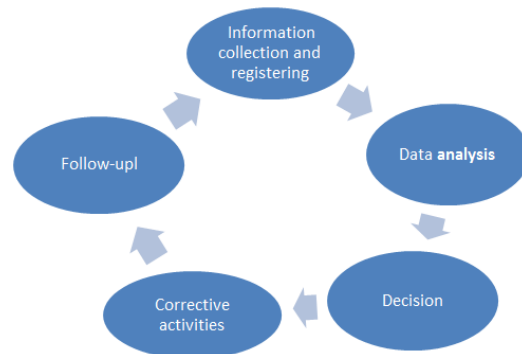 Information
collection and
registering
Data analysis
Decision
Corrective
activities
Follow-upl